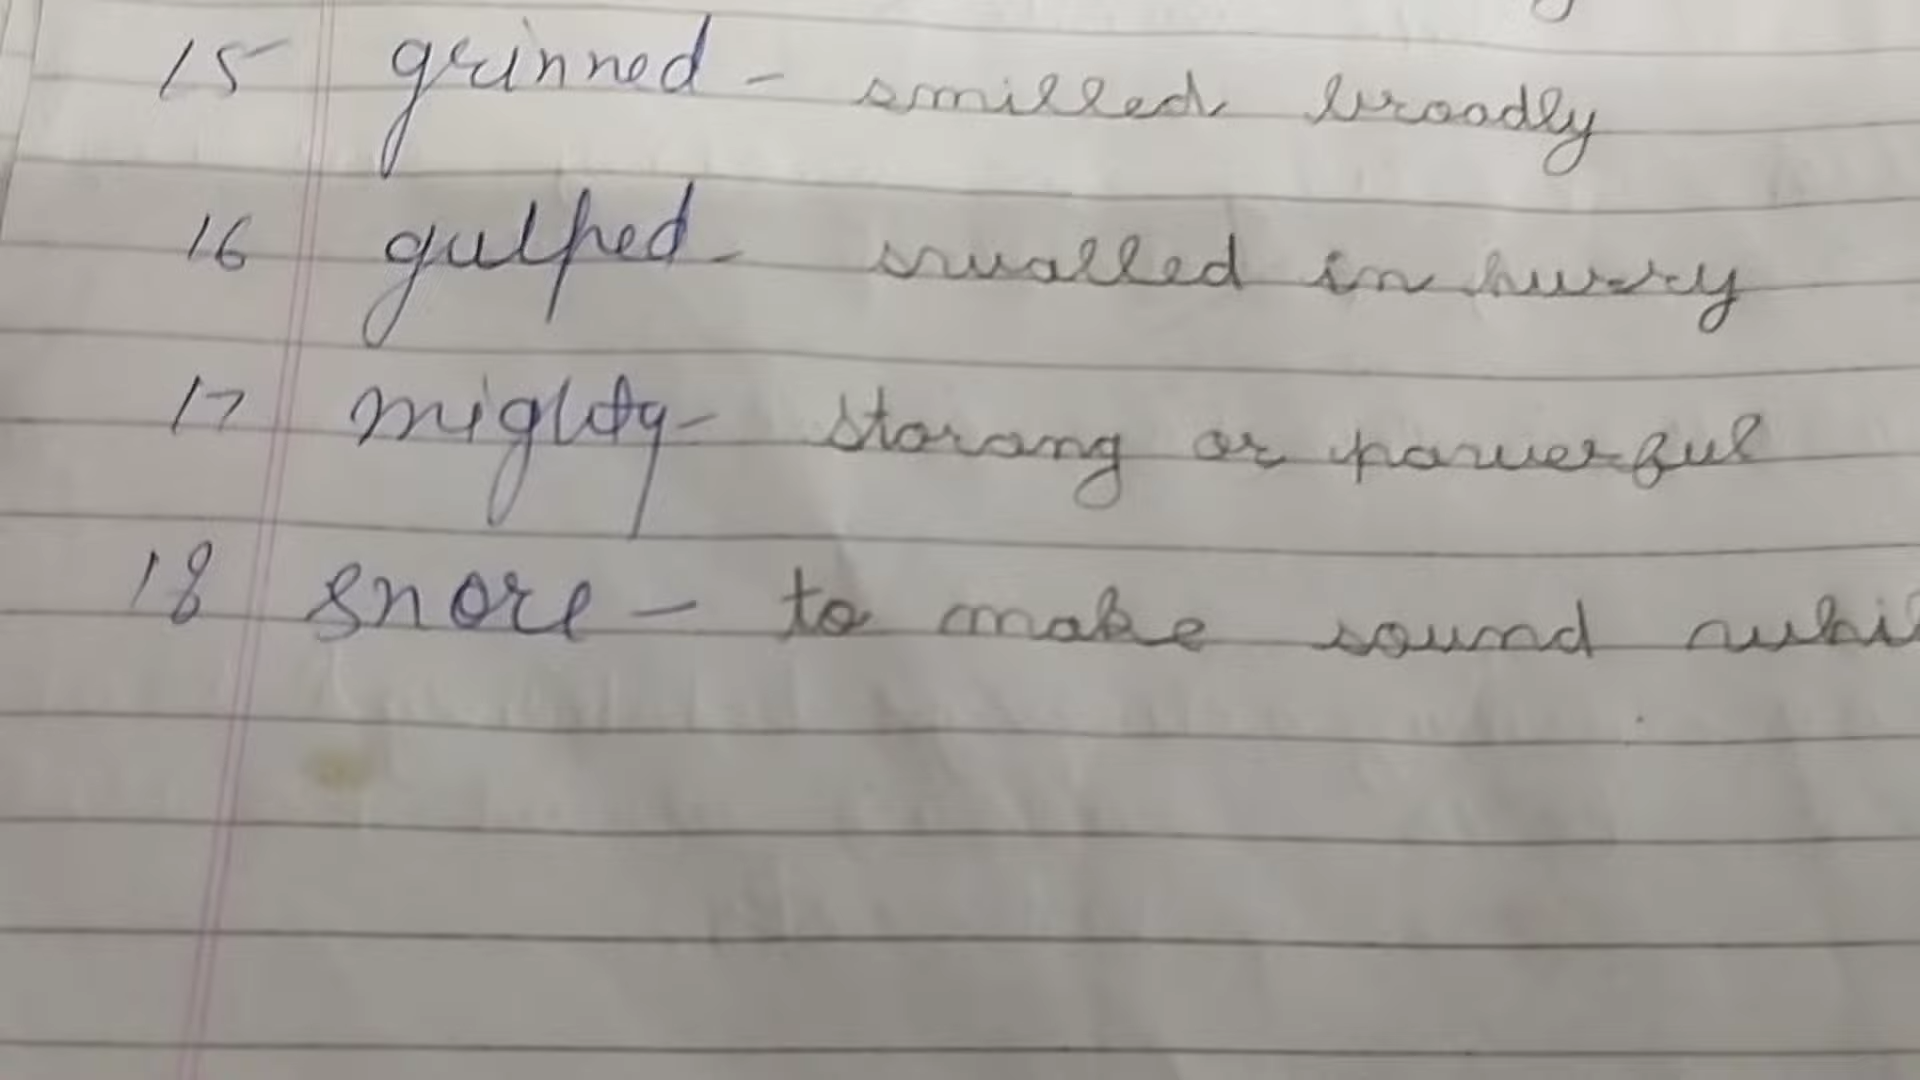 15 grinned - smilled broadly
16 gulped - swalled in hurry
17 mighty - storong or powerful
18 snore - to make sound whi